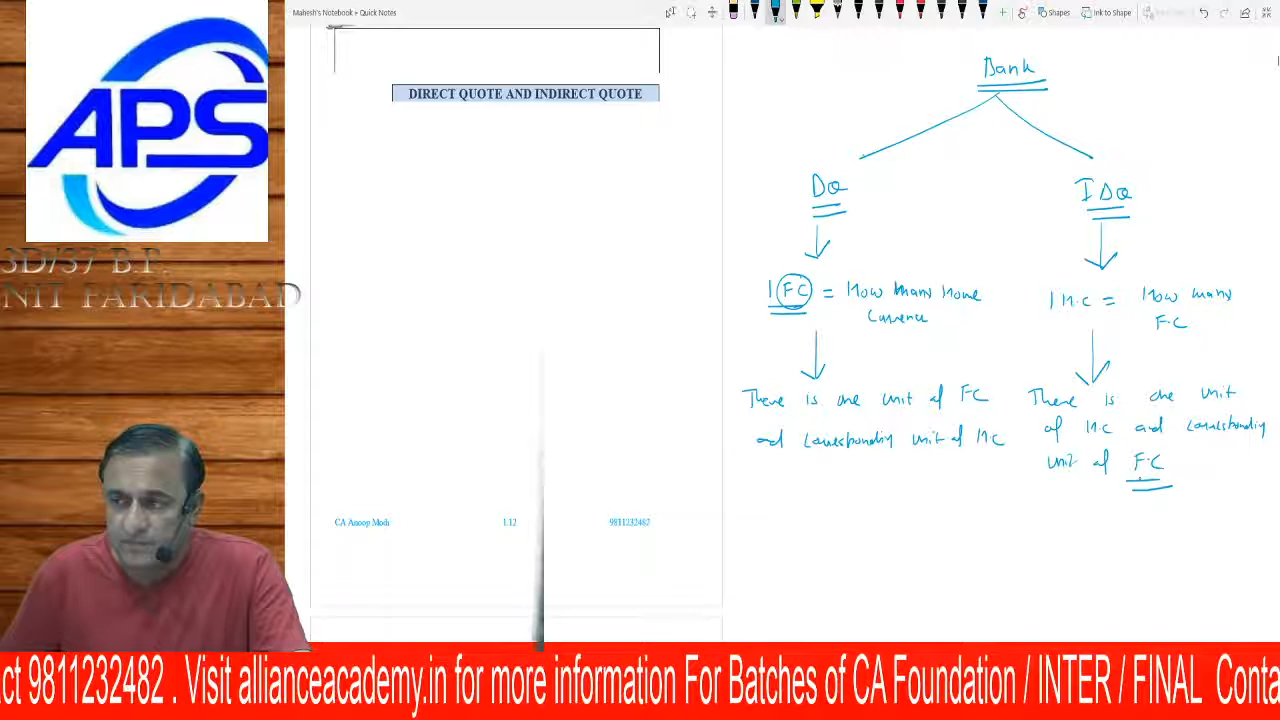 Mahesh's Notebook » Quick Notes
Shapes
Ink to Shape
APS
3D/37 B.P.
NIT FARIDABAD
DIRECT QUOTE AND INDIRECT QUOTE
CA Anoop Modi
1.12
9811232487
Bank
DQ
IDQ
1 FC = How Many Home
Currence
1 H.C = How many
F.C
There is one unit of FC
and corresponding unit of HC
There is one unit
of H.C and corresponding
unit of F.C
act 9811232482 . Visit allianceacademy.in for more information For Batches of CA Foundation / INTER / FINAL Conta